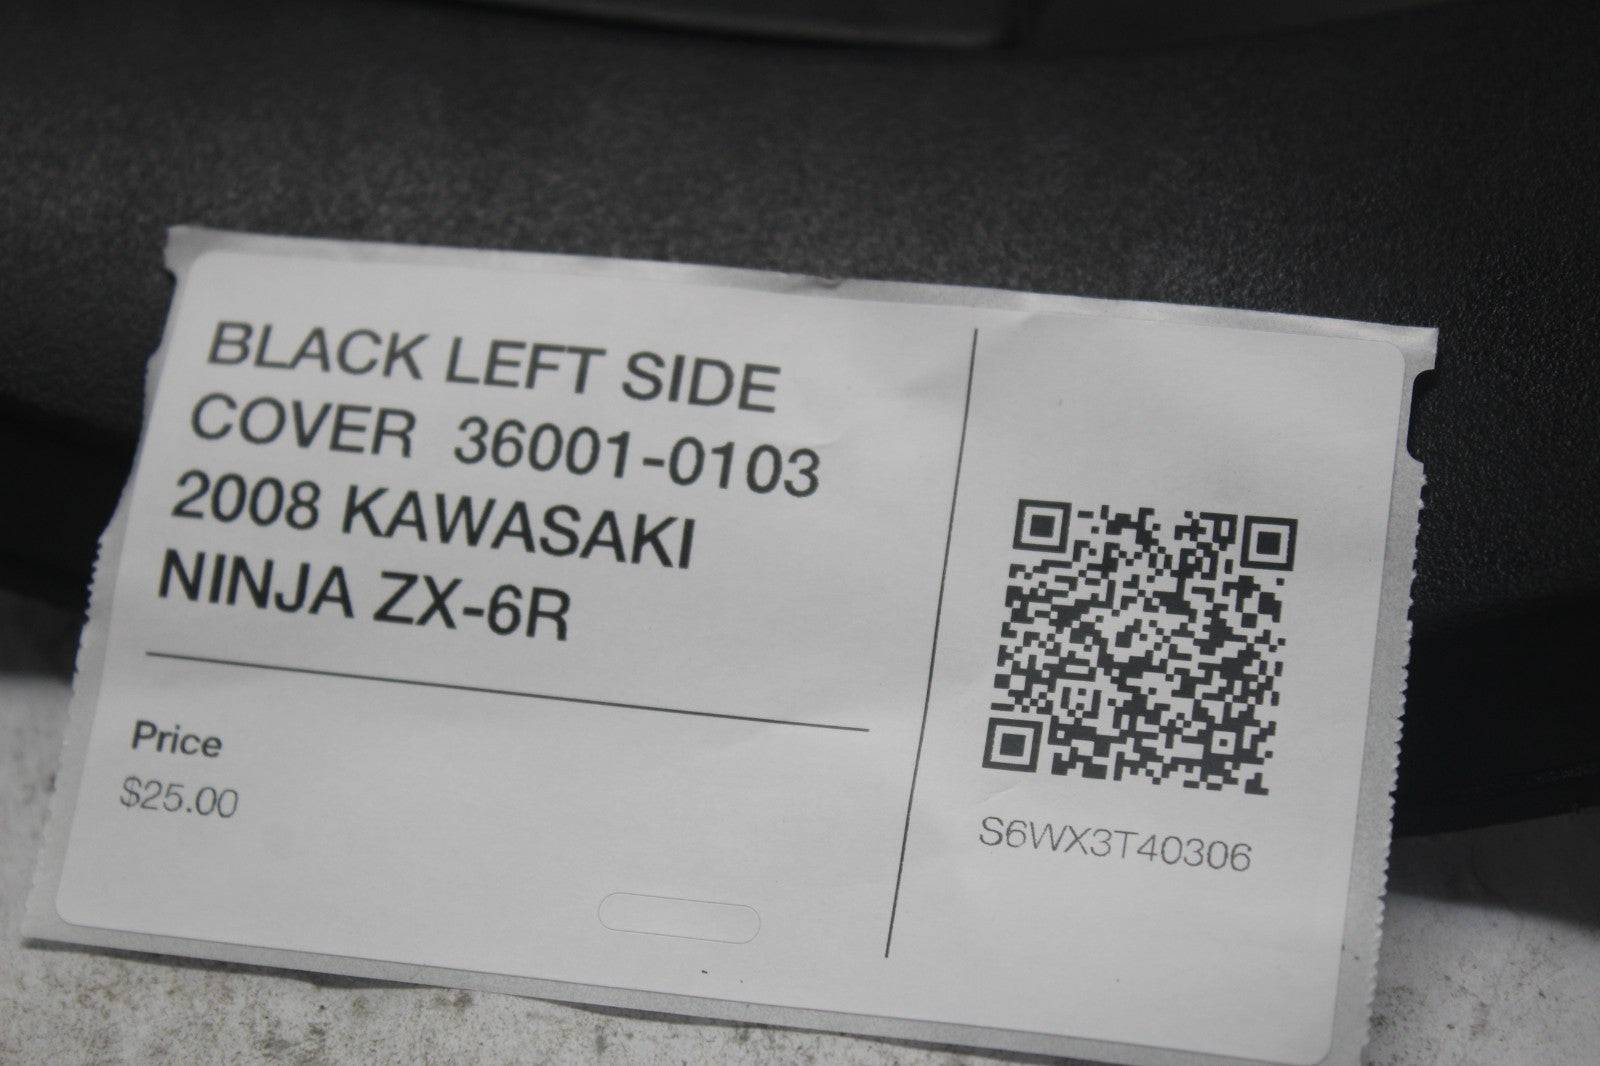 BLACK LEFT SIDE
COVER 36001-0103
2008 KAWASAKI
NINJA ZX-6R
Price
$25.00
S6WX3T40306